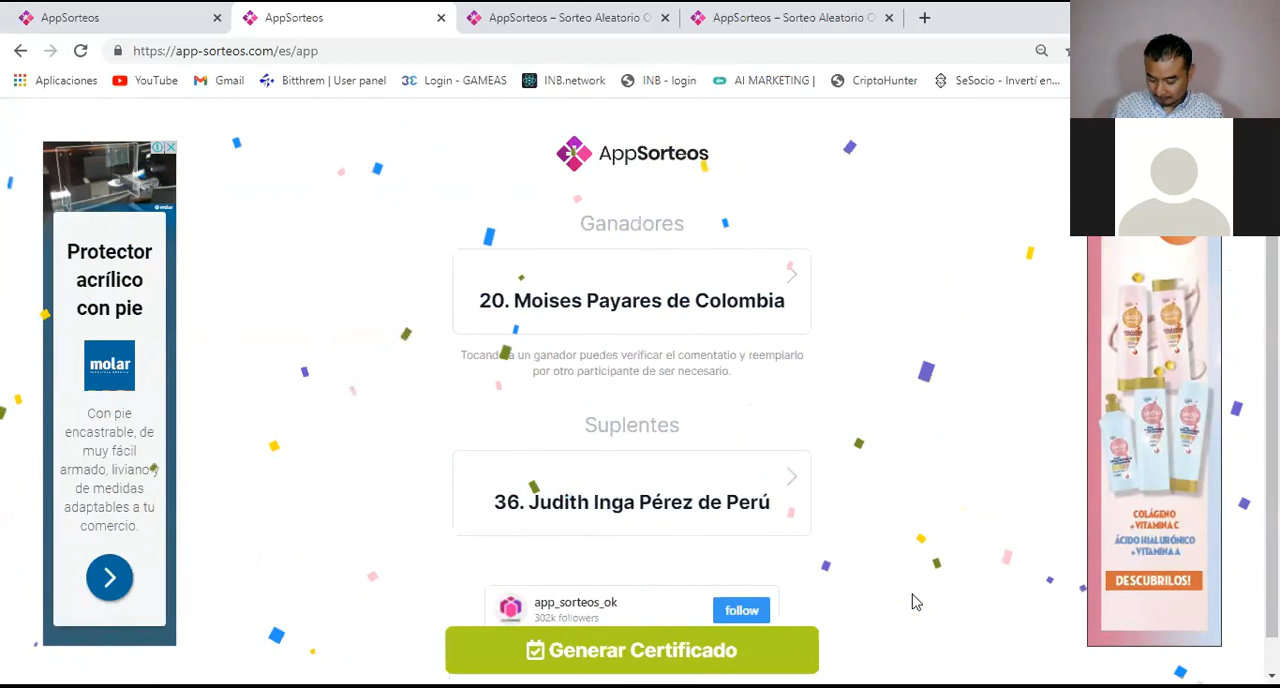 AppSorteos
AppSorteos
AppSorteos – Sorteo Aleatorio
AppSorteos – Sorteo Aleatorio
https://app-sorteos.com/es/app
Aplicaciones
YouTube
Gmail
Bitthrem | User panel
Login - GAMEAS
INB.network
INB - login
AI MARKETING |
CriptoHunter
SeSocio - Invertí en...
AppSorteos
Ganadores
20. Moises Payares de Colombia
Tocando a un ganador puedes verificar el comentatio y reemplarlo
por otro participante de ser necesario.
Suplentes
36. Judith Inga Pérez de Perú
app_sorteos_ok
302k followers
follow
Generar Certificado
molar
Protector
acrílico
con pie
molar
Con pie
encastrable, de
muy fácil
armado, liviano y
de medidas
adaptables a tu
comercio.
COLÁGENO
+ VITAMINA C
ÁCIDO HIALURÓNICO
+ VITAMINA A
DESCUBRILOS!